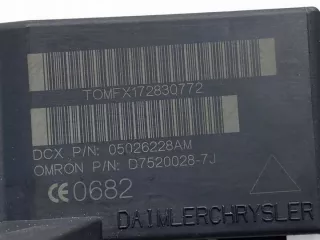 TOMFX172830772
DCX P/N: 05026228AM
OMRON P/N: D7520028-7J
CE0682
DAIMLERCHRYSLER